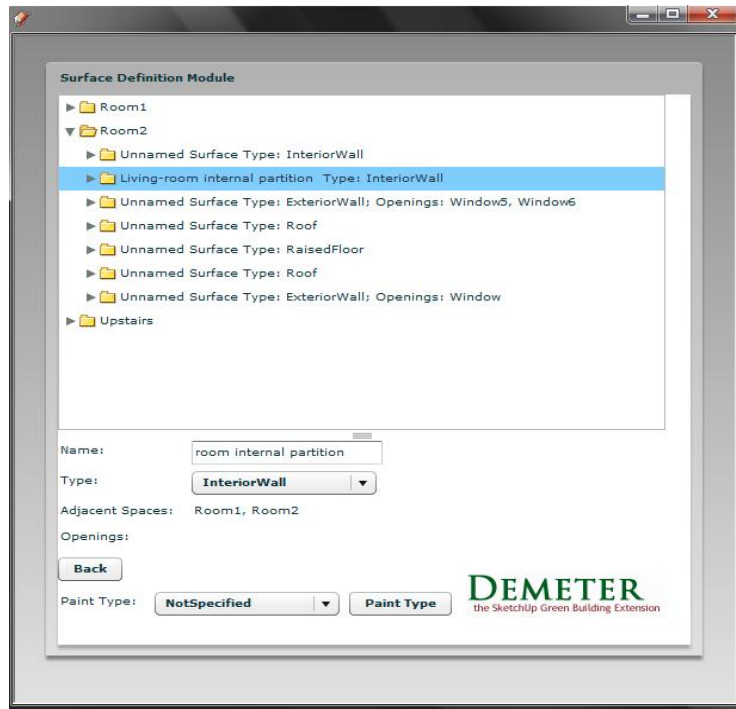 Surface Definition Module
Room1
Room2
Unnamed Surface Type: InteriorWall
Living-room internal partition Type: InteriorWall
Unnamed Surface Type: ExteriorWall; Openings: Window5, Window6
Unnamed Surface Type: Roof
Unnamed Surface Type: RaisedFloor
Unnamed Surface Type: Roof
Unnamed Surface Type: ExteriorWall; Openings: Window
Upstairs
Name: room internal partition
Type: InteriorWall
Adjacent Spaces: Room1, Room2
Openings:
Back
Paint Type: NotSpecified Paint Type
DEMETER
the SketchUp Green Building Extension